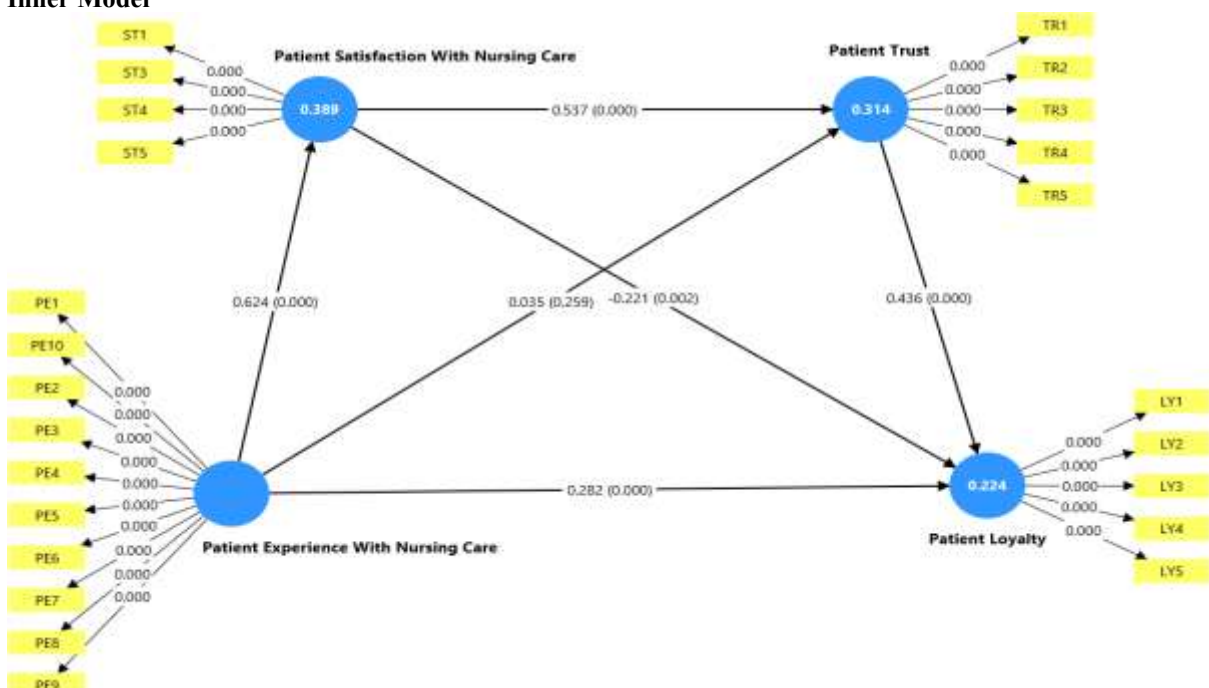 Inner Model
ST1
ST3
ST4
ST5
0.000
0.000
0.000
0.000
Patient Satisfaction With Nursing Care
0.389
0.537 (0.000)
Patient Trust
0.314
TR1
TR2
TR3
TR4
TR5
0.000
0.000
0.000
0.000
0.000
0.624 (0.000)
0.035 (0.259)
-0.221 (0.002)
0.436 (0.000)
PE1
PE10
PE2
PE3
PE4
PE5
PE6
PE7
PE8
PE9
0.000
0.000
0.000
0.000
0.000
0.000
0.000
0.000
0.000
0.000
Patient Experience With Nursing Care
0.282 (0.000)
0.224
Patient Loyalty
0.000
0.000
0.000
0.000
0.000
LY1
LY2
LY3
LY4
LY5